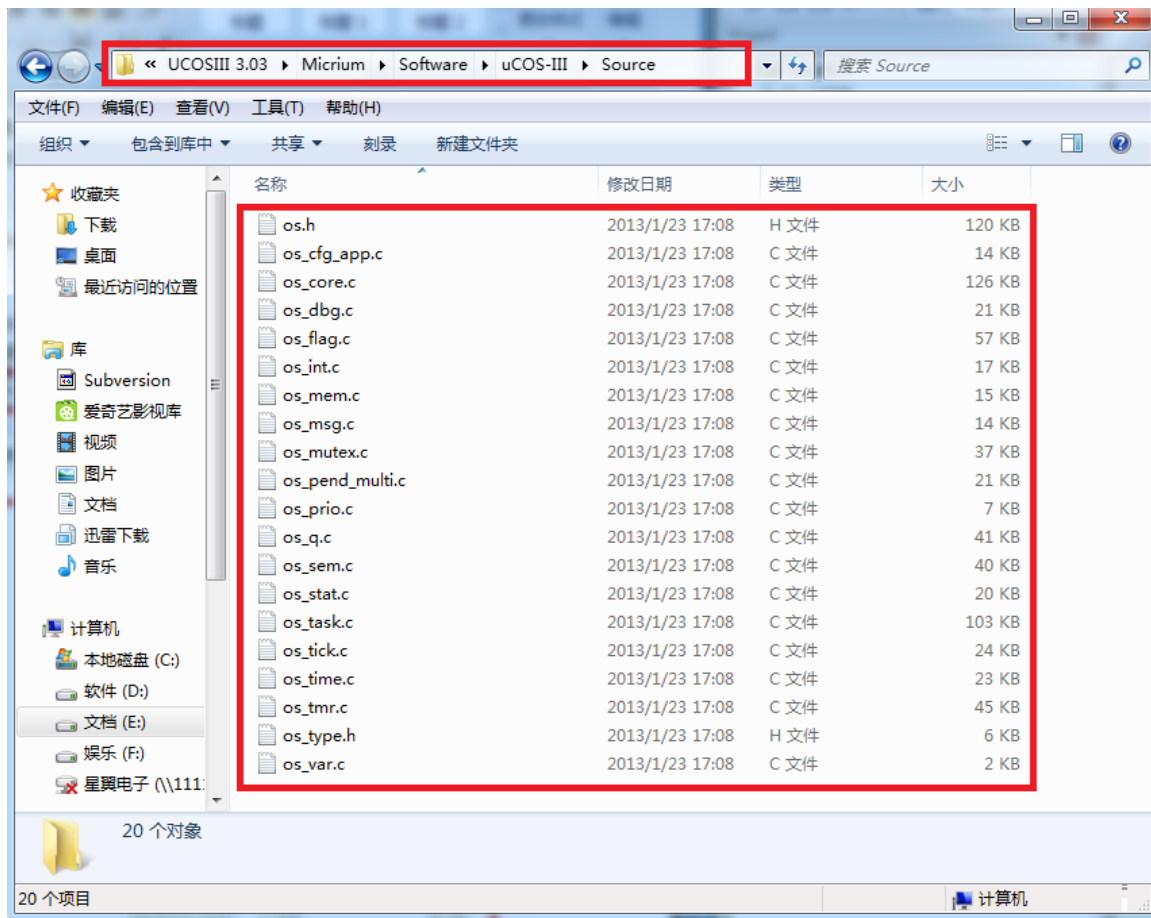 « UCOSIII 3.03 ▸ Micrium ▸ Software ▸ uCOS-III ▸ Source
搜索 Source
文件(F) 编辑(E) 查看(V) 工具(T) 帮助(H)
组织 包含到库中 共享 刻录 新建文件夹
收藏夹
下载
桌面
最近访问的位置
库
Subversion
爱奇艺影视库
视频
图片
文档
迅雷下载
音乐
计算机
本地磁盘 (C:)
软件 (D:)
文档 (E:)
娱乐 (F:)
星翼电子 (\\111
名称 修改日期 类型 大小
os.h 2013/1/23 17:08 H 文件 120 KB
os_cfg_app.c 2013/1/23 17:08 C 文件 14 KB
os_core.c 2013/1/23 17:08 C 文件 126 KB
os_dbg.c 2013/1/23 17:08 C 文件 21 KB
os_flag.c 2013/1/23 17:08 C 文件 57 KB
os_int.c 2013/1/23 17:08 C 文件 17 KB
os_mem.c 2013/1/23 17:08 C 文件 15 KB
os_msg.c 2013/1/23 17:08 C 文件 14 KB
os_mutex.c 2013/1/23 17:08 C 文件 37 KB
os_pend_multi.c 2013/1/23 17:08 C 文件 21 KB
os_prio.c 2013/1/23 17:08 C 文件 7 KB
os_q.c 2013/1/23 17:08 C 文件 41 KB
os_sem.c 2013/1/23 17:08 C 文件 40 KB
os_stat.c 2013/1/23 17:08 C 文件 20 KB
os_task.c 2013/1/23 17:08 C 文件 103 KB
os_tick.c 2013/1/23 17:08 C 文件 24 KB
os_time.c 2013/1/23 17:08 C 文件 23 KB
os_tmr.c 2013/1/23 17:08 C 文件 45 KB
os_type.h 2013/1/23 17:08 H 文件 6 KB
os_var.c 2013/1/23 17:08 C 文件 2 KB
20 个对象
20 个项目
计算机